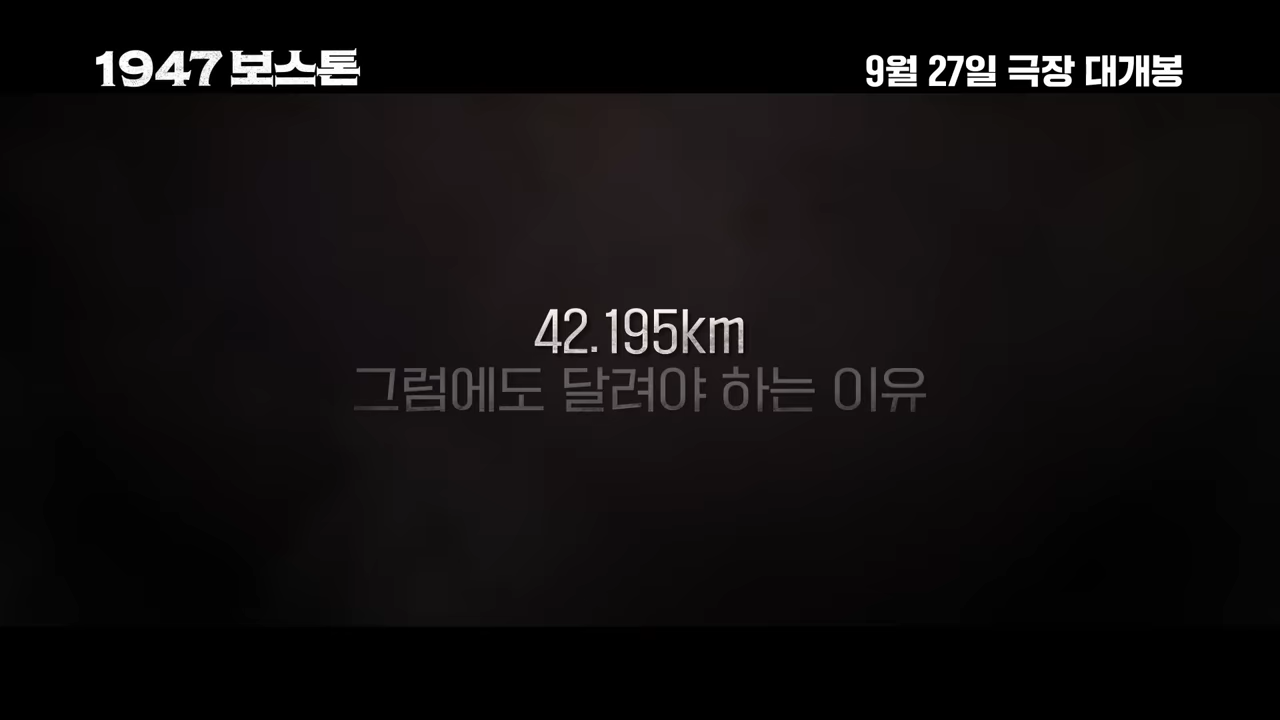 1947 보스톤
9월 27일 극장 대개봉
42.195km
그럼에도 달려야 하는 이유